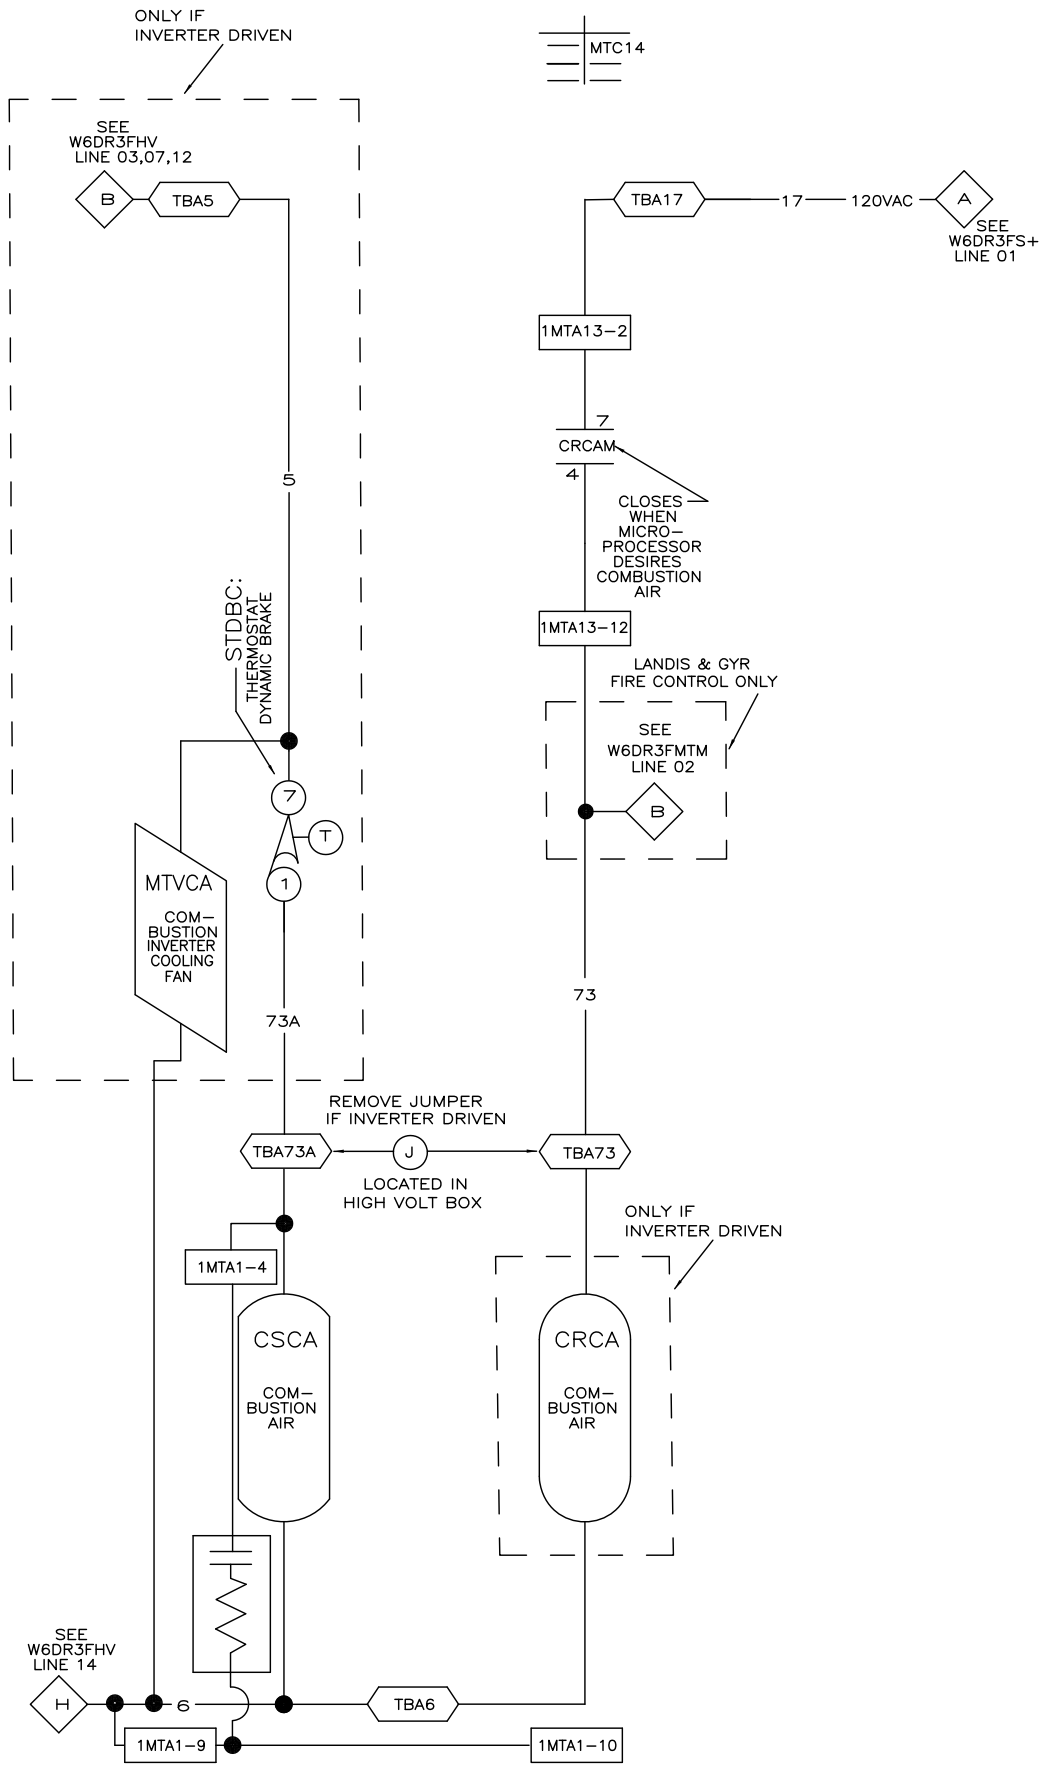 ONLY IF
INVERTER DRIVEN
MTC14
SEE
W6DR3FHV
LINE 03,07,12
B
TBA5
TBA17
17
120VAC
A
SEE
W6DR3FS+
LINE 01
1MTA13-2
7
CRCAM
4
5
CLOSES
WHEN
MICRO-
PROCESSOR
DESIRES
COMBUSTION
AIR
STDBC:
THERMOSTAT
DYNAMIC BRAKE
1MTA13-12
LANDIS & GYR
FIRE CONTROL ONLY
SEE
W6DR3FMTM
LINE 02
B
7
T
1
MTVCA
COM-
BUSTION
INVERTER
COOLING
FAN
73
73A
REMOVE JUMPER
IF INVERTER DRIVEN
TBA73A
J
TBA73
LOCATED IN
HIGH VOLT BOX
ONLY IF
INVERTER DRIVEN
1MTA1-4
CSCA
COM-
BUSTION
AIR
CRCA
COM-
BUSTION
AIR
SEE
W6DR3FHV
LINE 14
H
6
TBA6
1MTA1-9
1MTA1-10